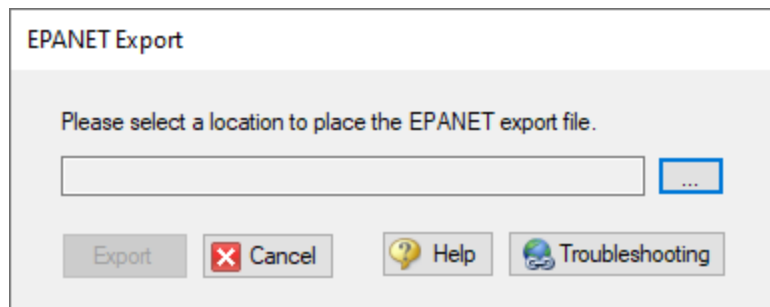 EPANET Export
Please select a location to place the EPANET export file.
...
Export Cancel Help Troubleshooting